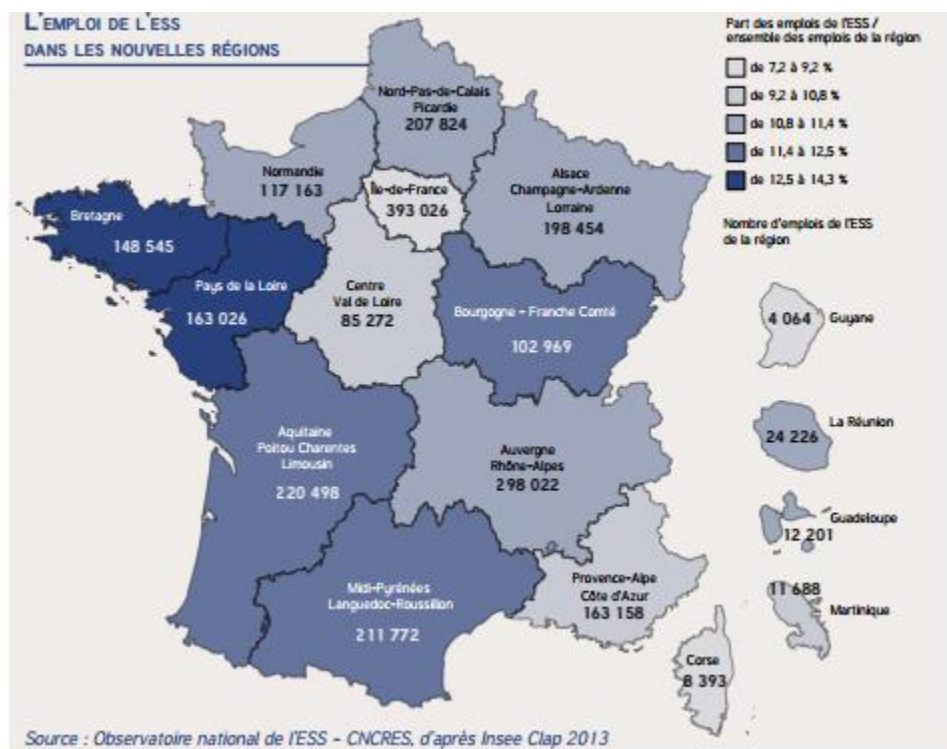 L'EMPLOI DE L'ESS
DANS LES NOUVELLES RÉGIONS
Part des emplois de l'ESS /
ensemble des emplois de la région
de 7,2 à 9,2 %
de 9,2 à 10,8 %
de 10,8 à 11,4 %
de 11,4 à 12,5 %
de 12,5 à 14,3 %
Nombre d'emplois de l'ESS
de la région
Nord-Pas-de-Calais
Picardie
207 824
Normandie
117 163
Île-de-France
393 026
Alsace
Champagne-Ardenne
Lorraine
198 454
Bretagne
148 545
Pays de la Loire
163 026
Centre
Val de Loire
85 272
Bourgogne - Franche Comté
102 969
Aquitaine
Poitou Charentes
Limousin
220 498
Auvergne
Rhône-Alpes
298 022
Midi-Pyrénées
Languedoc-Roussillon
211 772
Provence-Alpe
Côte d'Azur
163 158
Corse
8 393
4 064
Guyane
La Réunion
24 226
Guadeloupe
12 201
11 688
Martinique
Source : Observatoire national de l'ESS - CNCRES, d'après Insee Clap 2013